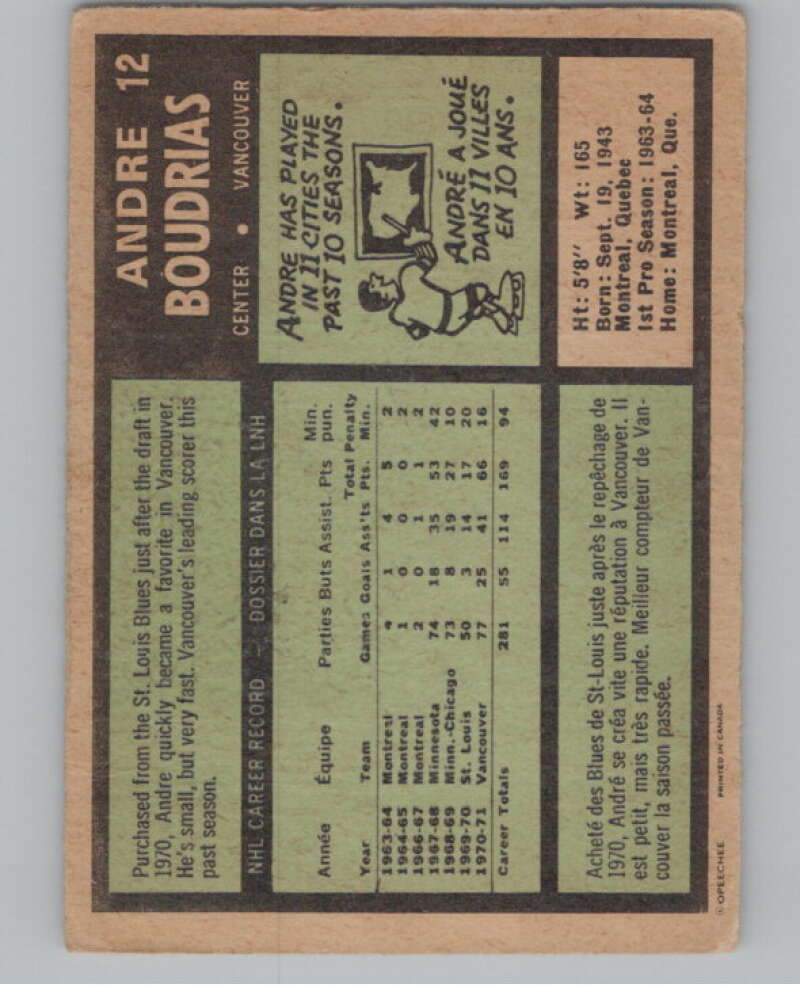 ANDRE 12
BOUDRIAS
CENTER • VANCOUVER
Purchased from the St. Louis Blues just after the draft in
1970, Andre quickly became a favorite in Vancouver.
He's small, but very fast. Vancouver's leading scorer this
past season.
ANDRE HAS PLAYED
IN 11 CITIES THE
PAST 10 SEASONS.
ANDRÉ A JOUÉ
DANS 11 VILLES
EN 10 ANS.
NHL CAREER RECORD — DOSSIER DANS LA LNH
Année Équipe Parties Buts Assist. Pts Min. pun.
Year Team Games Goals Ass'ts Total Pts. Penalty Min.
1963-64 Montreal 4 1 4 5 2
1964-65 Montreal 1 0 0 0 2
1966-67 Montreal 2 0 1 1 2
1967-68 Minnesota 74 18 35 53 42
1968-69 Minn.-Chicago 73 8 19 27 10
1969-70 St. Louis 50 3 14 17 20
1970-71 Vancouver 77 25 41 66 16
Career Totals 281 55 114 169 94
Ht: 5'8" Wt: 165
Born: Sept. 19, 1943
Montreal, Quebec
1st Pro Season: 1963-64
Home: Montreal, Que.
Acheté des Blues de St-Louis juste après le repêchage de
1970, André se créa vite une réputation à Vancouver. Il
est petit, mais très rapide. Meilleur compteur de Van-
couver la saison passée.
© OPEECHEE PRINTED IN CANADA